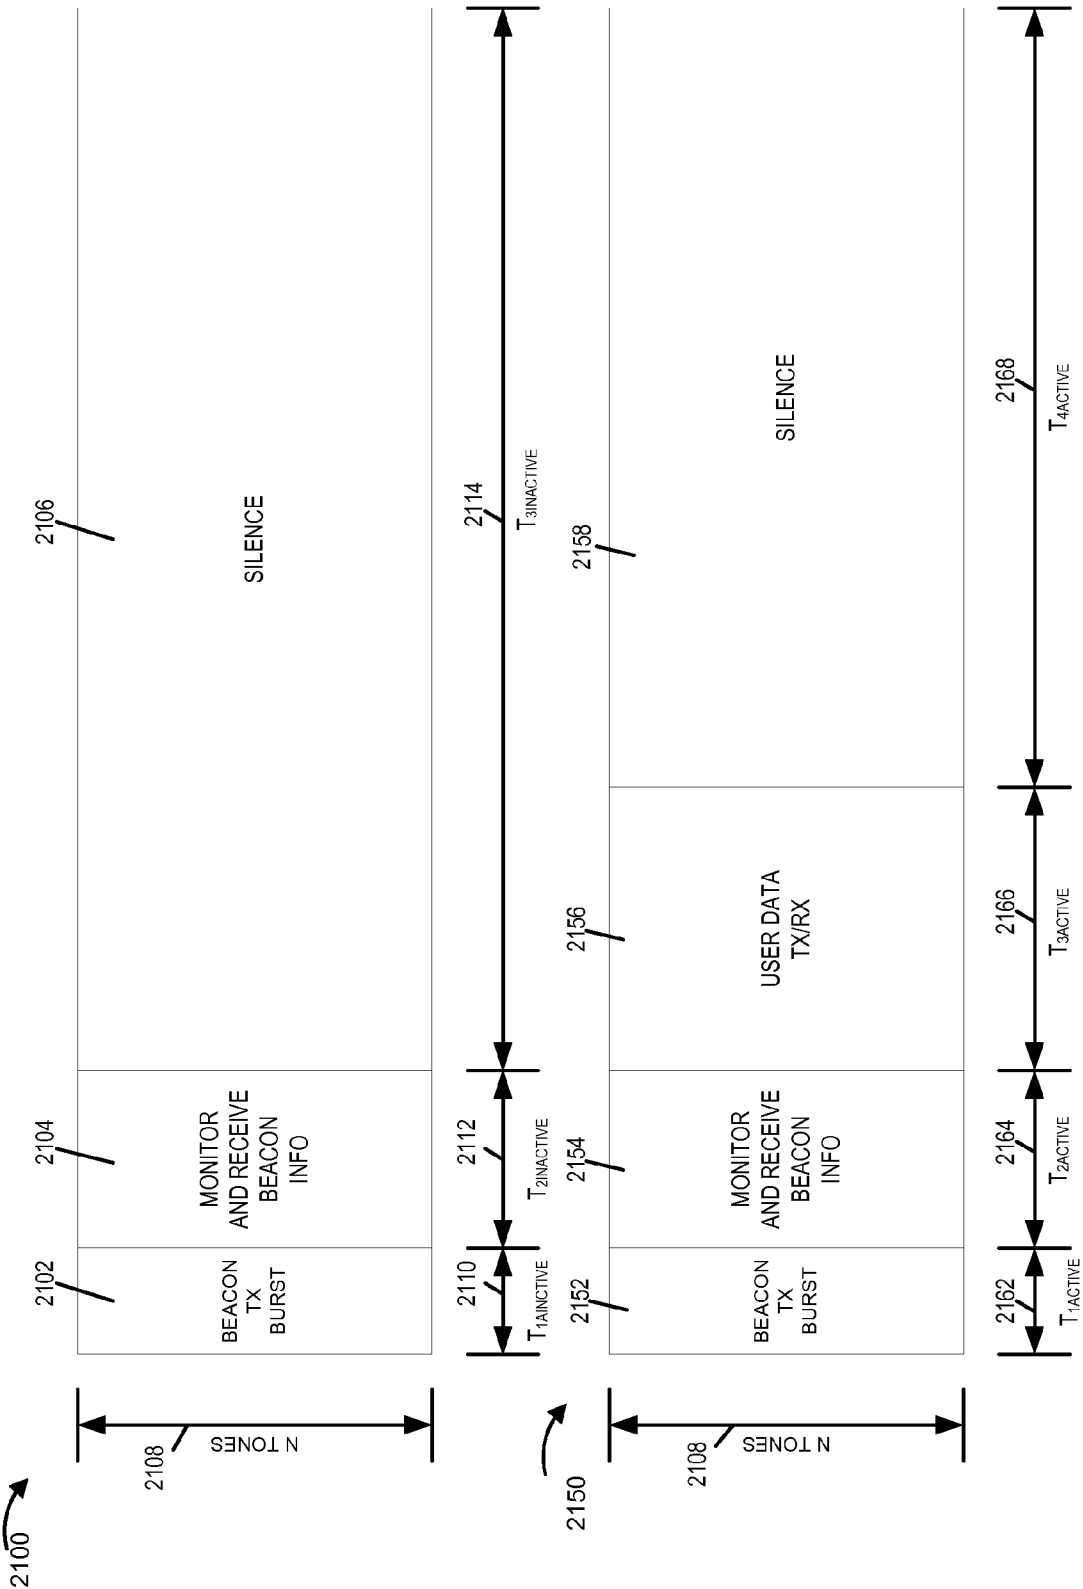 2100
2102
2104
2106
2108
N TONES
BEACON
TX
BURST
MONITOR
AND RECEIVE
BEACON
INFO
SILENCE
2110
2112
2114
T1AINCTIVE
T2INACTIVE
T3INACTIVE
2150
2152
2154
2156
2158
2108
N TONES
BEACON
TX
BURST
MONITOR
AND RECEIVE
BEACON
INFO
USER DATA
TX/RX
SILENCE
2162
2164
2166
2168
T1ACTIVE
T2ACTIVE
T3ACTIVE
T4ACTIVE